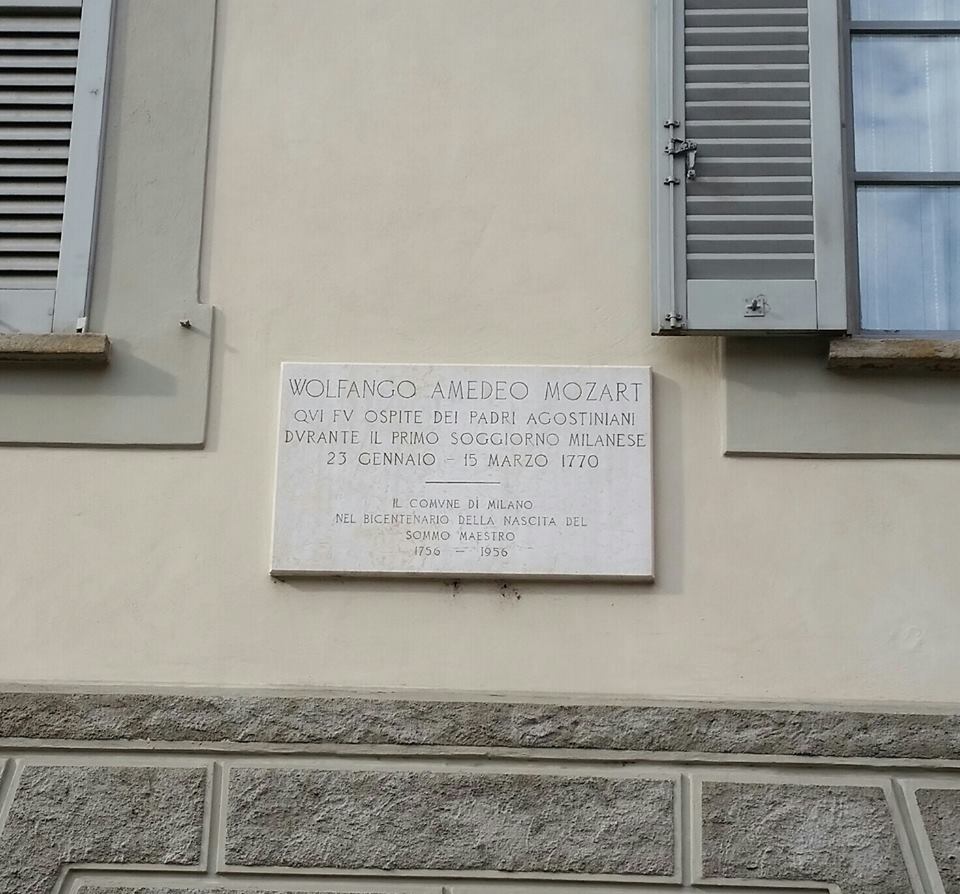 WOLFANGO AMEDEO MOZART
QVI FV OSPITE DEI PADRI AGOSTINIANI
DVRANTE IL PRIMO SOGGIORNO MILANESE
23 GENNAIO - 15 MARZO 1770
IL COMVNE DÌ MILANO
NEL BICENTENARIO DELLA NASCITA DEL
SOMMO MAESTRO
1756 — 1956